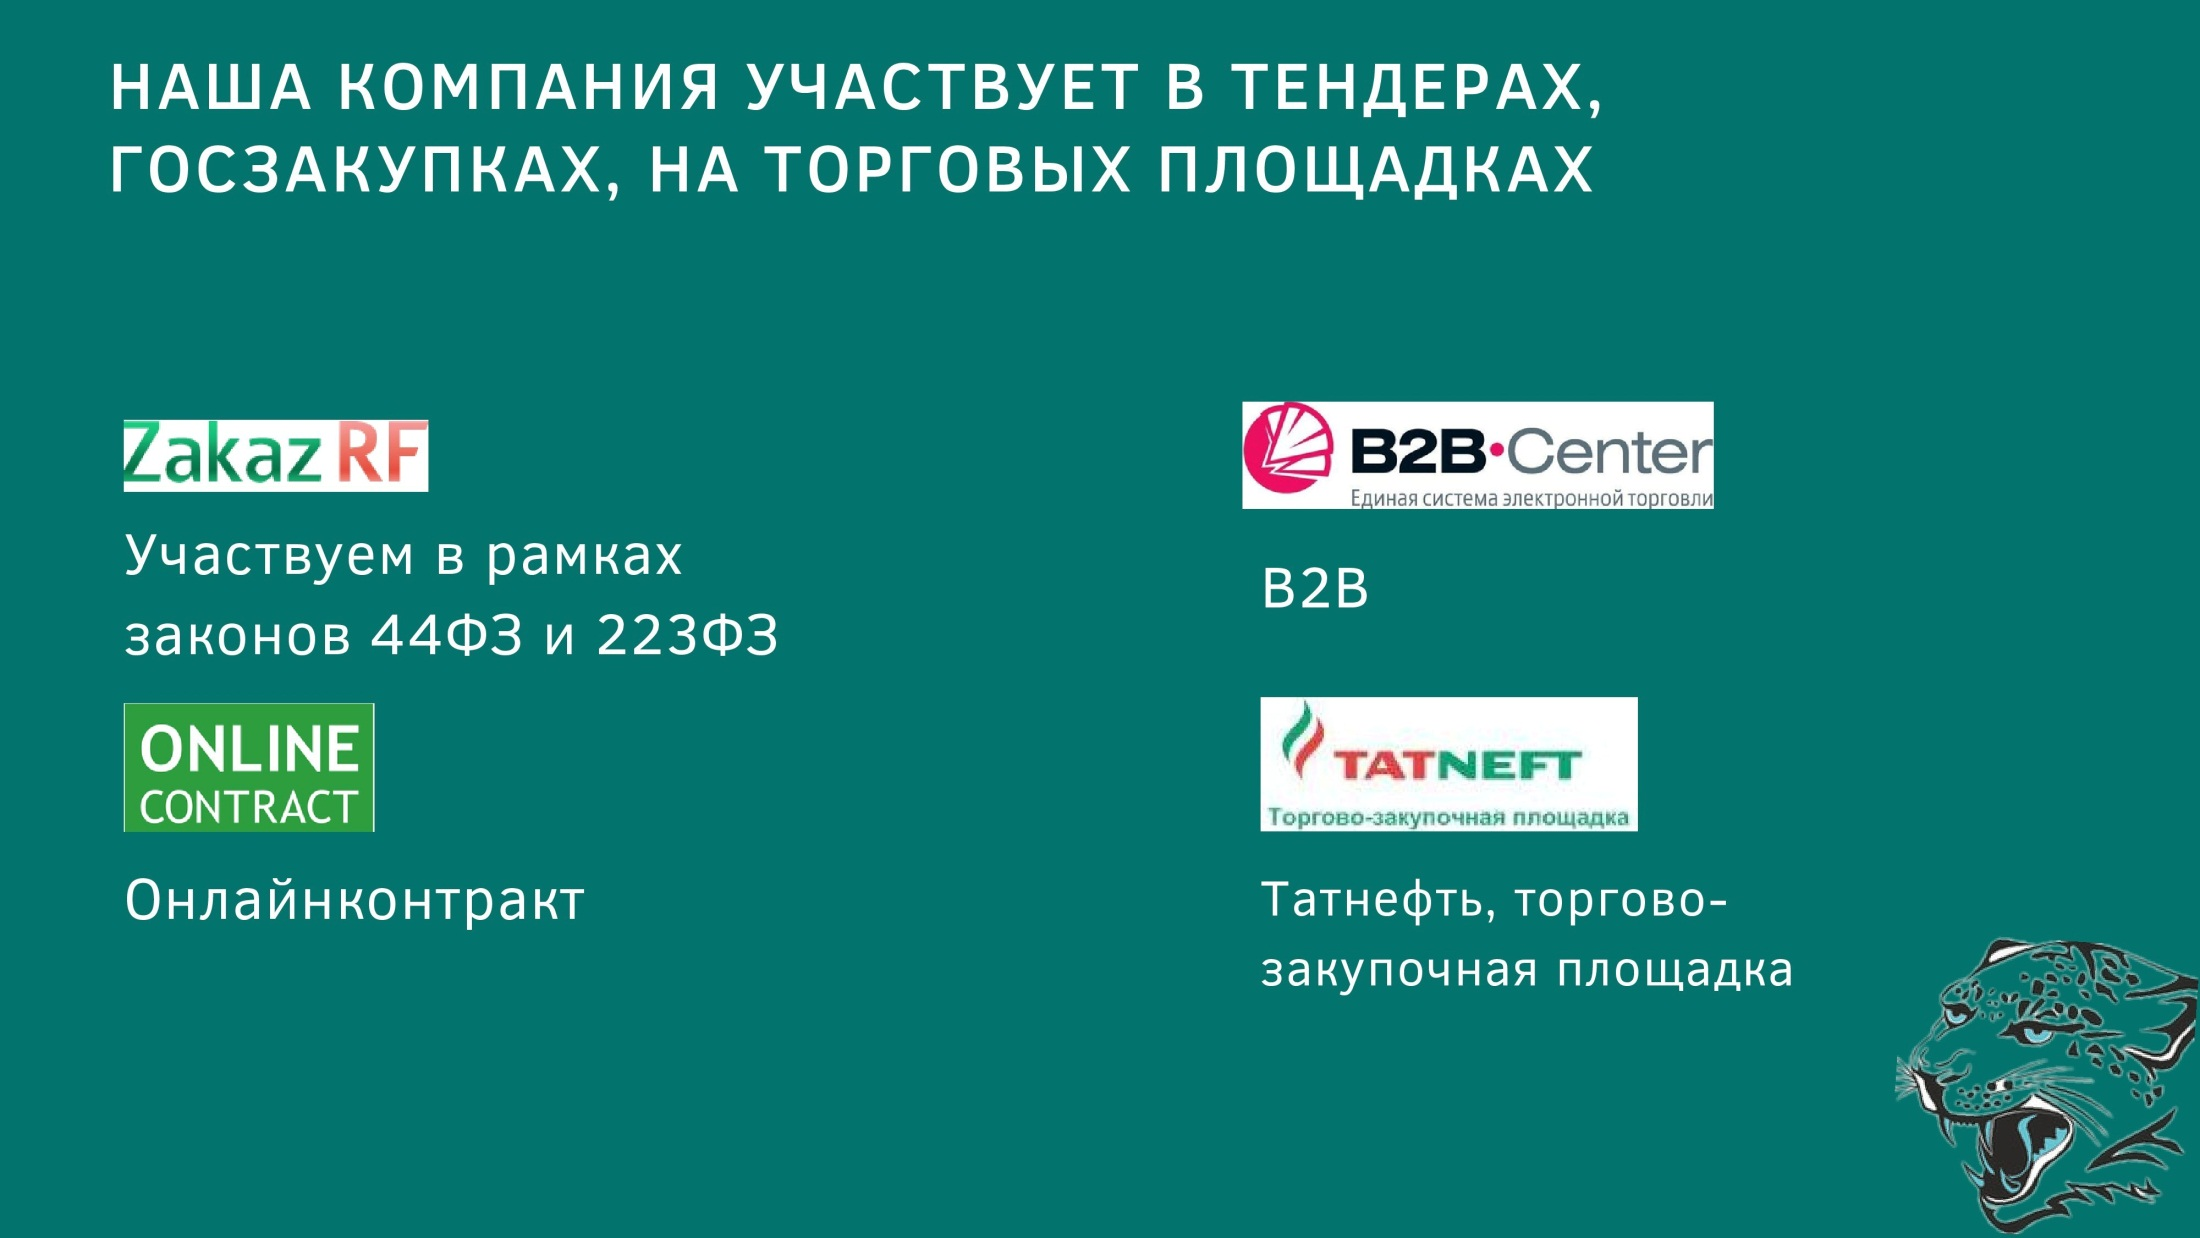 НАША КОМПАНИЯ УЧАСТВУЕТ В ТЕНДЕРАХ,
ГОСЗАКУПКАХ, НА ТОРГОВЫХ ПЛОЩАДКАХ
Zakaz RF
Участвуем в рамках
законов 44ФЗ и 223ФЗ
ONLINE
CONTRACT
Онлайнконтракт
B2B•Center
Единая система электронной торговли
B2B
TATNEFT
Торгово-закупочная площадка
Татнефть, торгово-
закупочная площадка